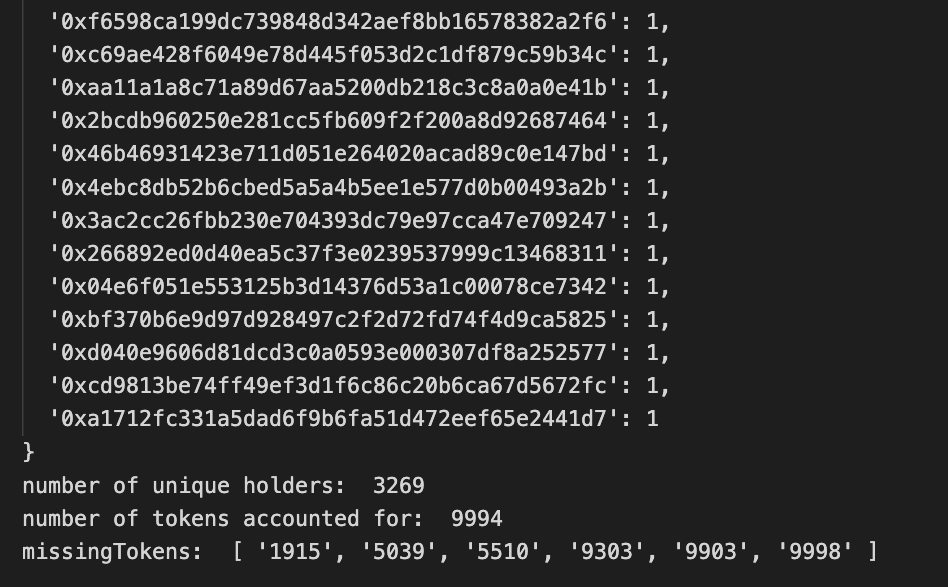 '0xf6598ca199dc739848d342aef8bb16578382a2f6': 1,
'0xc69ae428f6049e78d445f053d2c1df879c59b34c': 1,
'0xaa11a1a8c71a89d67aa5200db218c3c8a0a0e41b': 1,
'0x2bcdb960250e281cc5fb609f2f200a8d92687464': 1,
'0x46b46931423e711d051e264020acad89c0e147bd': 1,
'0x4ebc8db52b6cbed5a5a4b5ee1e577d0b00493a2b': 1,
'0x3ac2cc26fbb230e704393dc79e97cca47e709247': 1,
'0x266892ed0d40ea5c37f3e0239537999c13468311': 1,
'0x04e6f051e553125b3d14376d53a1c00078ce7342': 1,
'0xbf370b6e9d97d928497c2f2d72fd74f4d9ca5825': 1,
'0xd040e9606d81dcd3c0a0593e000307df8a252577': 1,
'0xcd9813be74ff49ef3d1f6c86c20b6ca67d5672fc': 1,
'0xa1712fc331a5dad6f9b6fa51d472eef65e2441d7': 1
}
number of unique holders:  3269
number of tokens accounted for:  9994
missingTokens:  [ '1915', '5039', '5510', '9303', '9903', '9998' ]